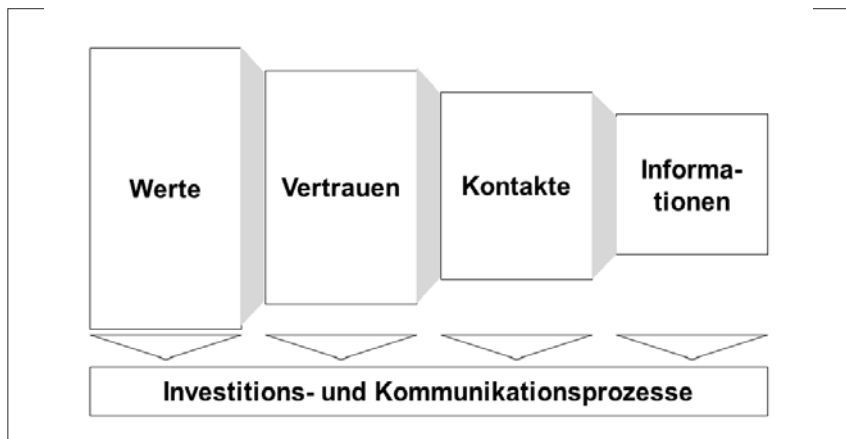 Werte
Vertrauen
Kontakte
Informa-
tionen
Investitions- und Kommunikationsprozesse